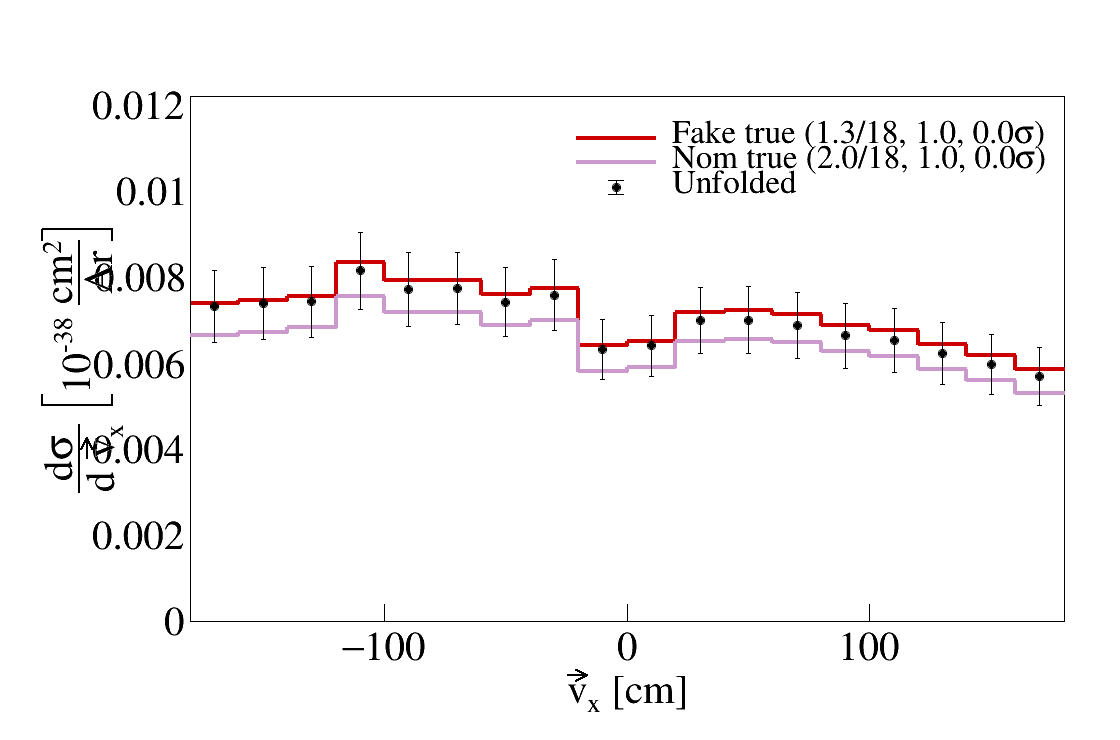 0.012
0.01
0.008
0.006
0.004
0.002
0
−100
0
100
Fake true (1.3/18, 1.0, 0.0σ)
Nom true (2.0/18, 1.0, 0.0σ)
Unfolded
dσ/dv⃗ₓ [10⁻³⁸ cm²/Ar]
v⃗ₓ [cm]